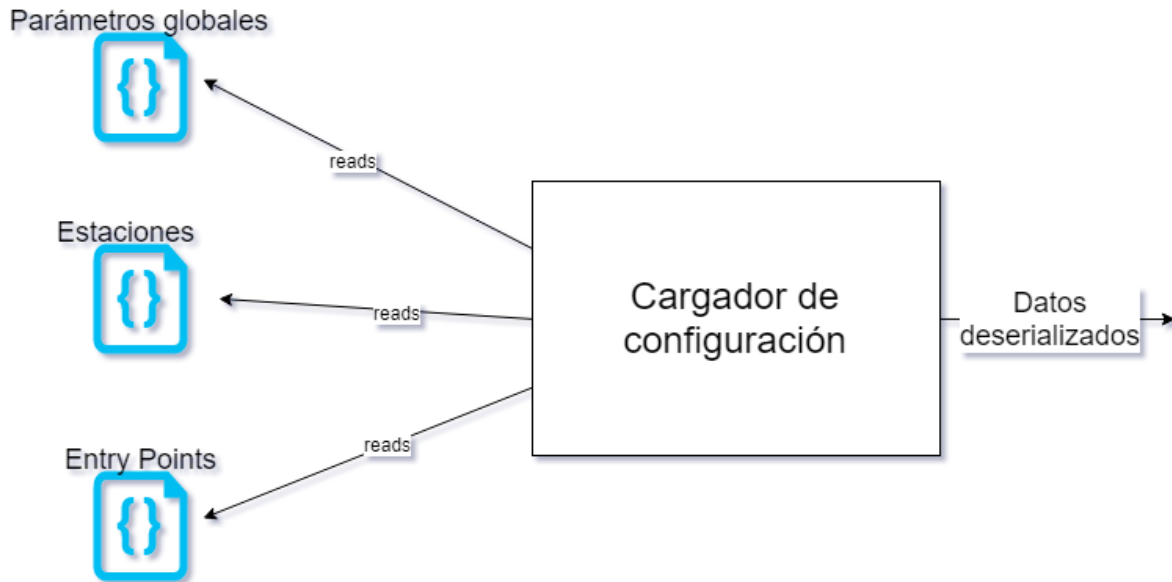 Parámetros globales
{}
reads
Estaciones
{}
reads
Cargador de
configuración
Datos
deserializados
reads
Entry Points
{}